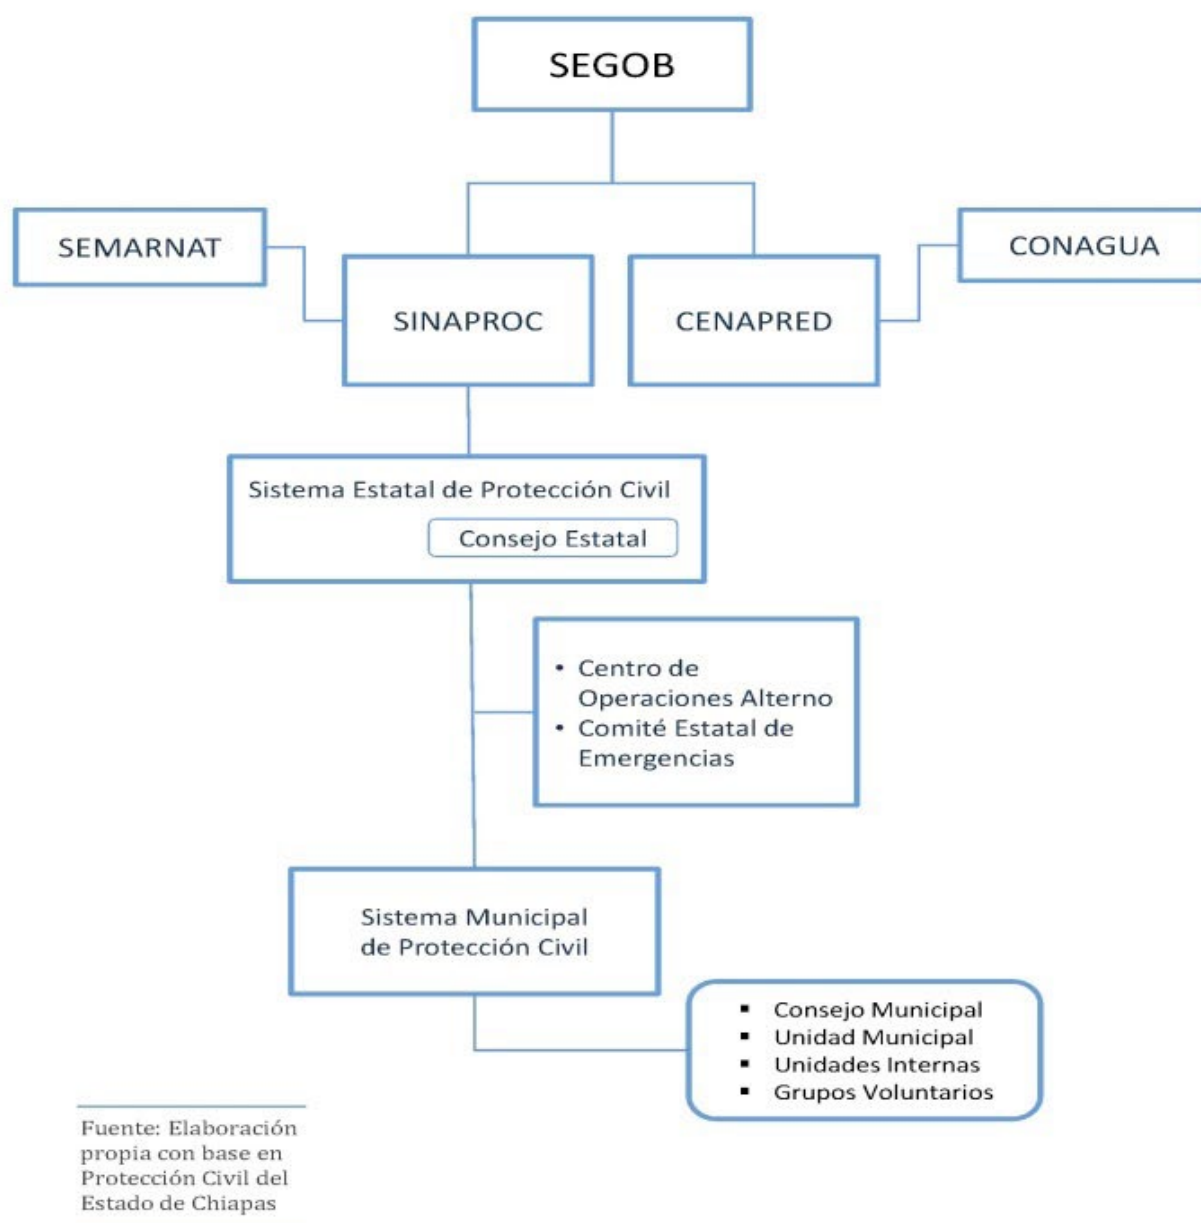 SEGOB
SEMARNAT
CONAGUA
SINAPROC
CENAPRED
Sistema Estatal de Protección Civil
Consejo Estatal
• Centro de
Operaciones Alterno
• Comité Estatal de
Emergencias
Sistema Municipal
de Protección Civil
▪ Consejo Municipal
▪ Unidad Municipal
▪ Unidades Internas
▪ Grupos Voluntarios
Fuente: Elaboración
propia con base en
Protección Civil del
Estado de Chiapas